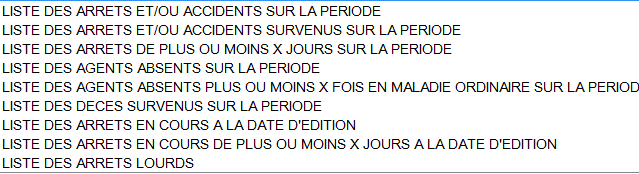 LISTE DES ARRETS ET/OU ACCIDENTS SUR LA PERIODE
LISTE DES ARRETS ET/OU ACCIDENTS SURVENUS SUR LA PERIODE
LISTE DES ARRETS DE PLUS OU MOINS X JOURS SUR LA PERIODE
LISTE DES AGENTS ABSENTS SUR LA PERIODE
LISTE DES AGENTS ABSENTS PLUS OU MOINS X FOIS EN MALADIE ORDINAIRE SUR LA PERIOD
LISTE DES DECES SURVENUS SUR LA PERIODE
LISTE DES ARRETS EN COURS A LA DATE D'EDITION
LISTE DES ARRETS EN COURS DE PLUS OU MOINS X JOURS A LA DATE D'EDITION
LISTE DES ARRETS LOURDS